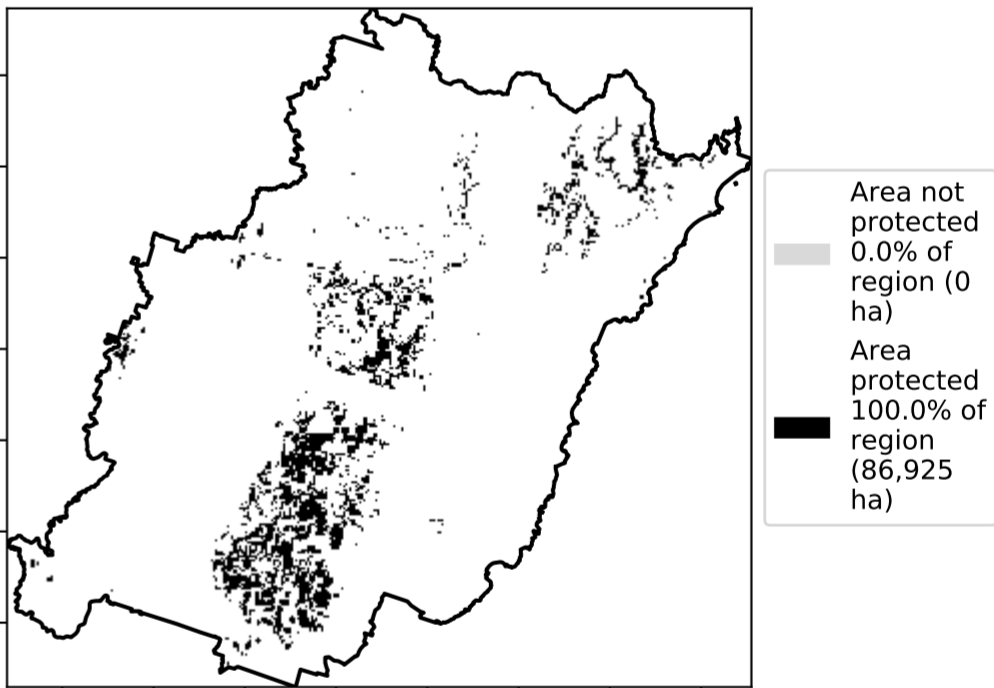 Area not
protected
0.0% of
region (0
ha)
Area
protected
100.0% of
region
(86,925
ha)